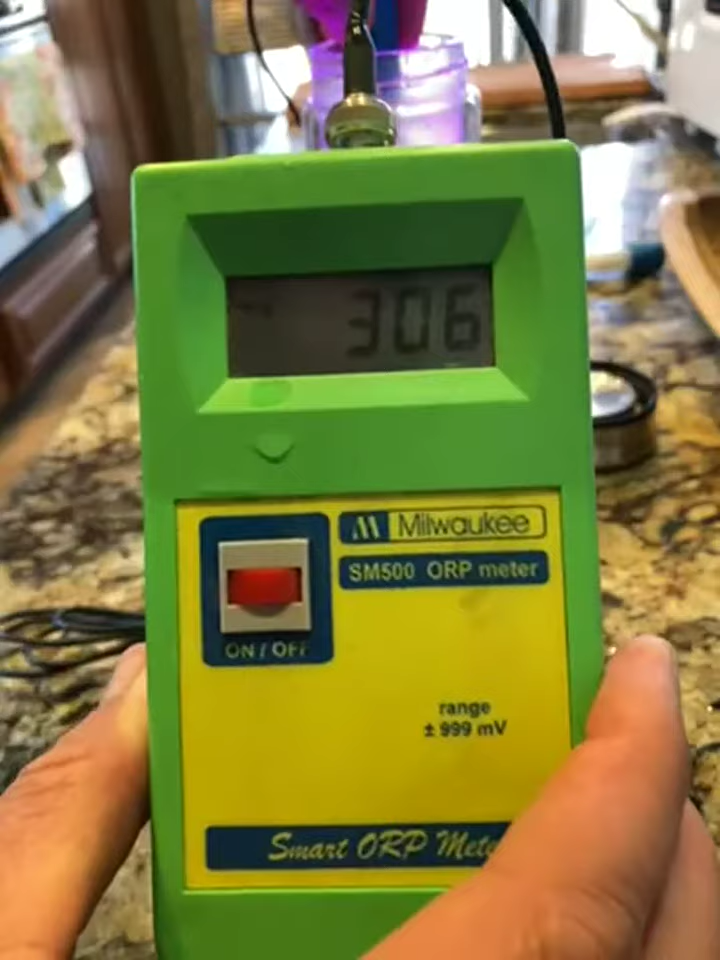 306
Milwaukee
SM500 ORP meter
ON / OFF
range
± 999 mV
Smart ORP Mete